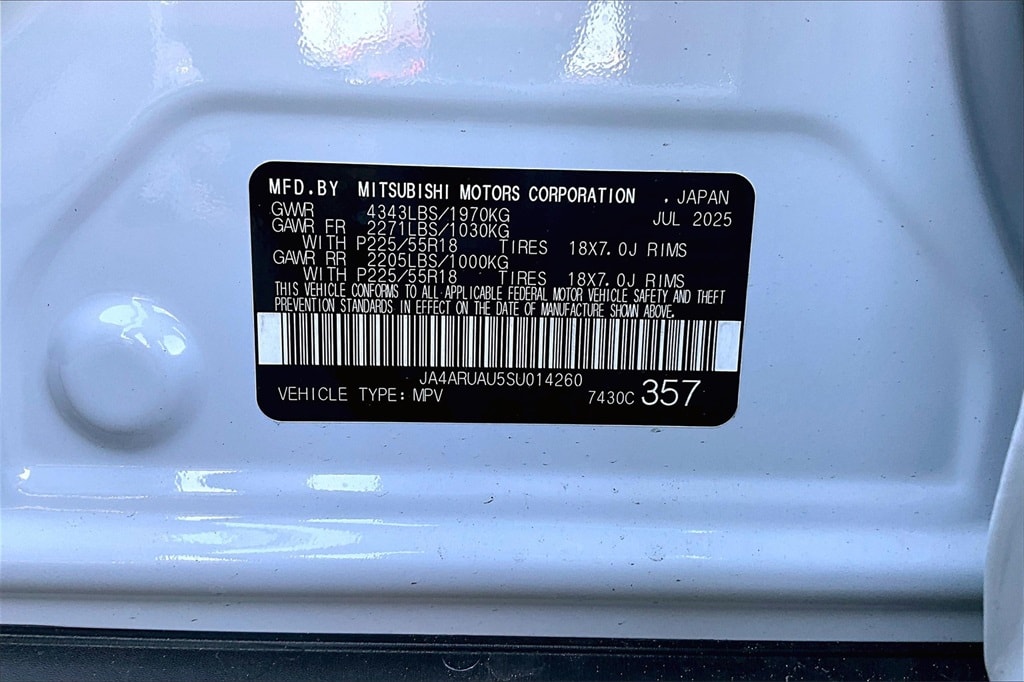 MFD.BY MITSUBISHI MOTORS CORPORATION . JAPAN
GVWR 4343LBS/1970KG JUL 2025
GAWR FR 2271LBS/1030KG
WITH P225/55R18 TIRES 18X7.0J RIMS
GAWR RR 2205LBS/1000KG
WITH P225/55R18 TIRES 18X7.0J RIMS
THIS VEHICLE CONFORMS TO ALL APPLICABLE FEDERAL MOTOR VEHICLE SAFETY AND THEFT
PREVENTION STANDARDS IN EFFECT ON THE DATE OF MANUFACTURE SHOWN ABOVE.
JA4ARUAU5SU014260
VEHICLE TYPE: MPV 7430C 357